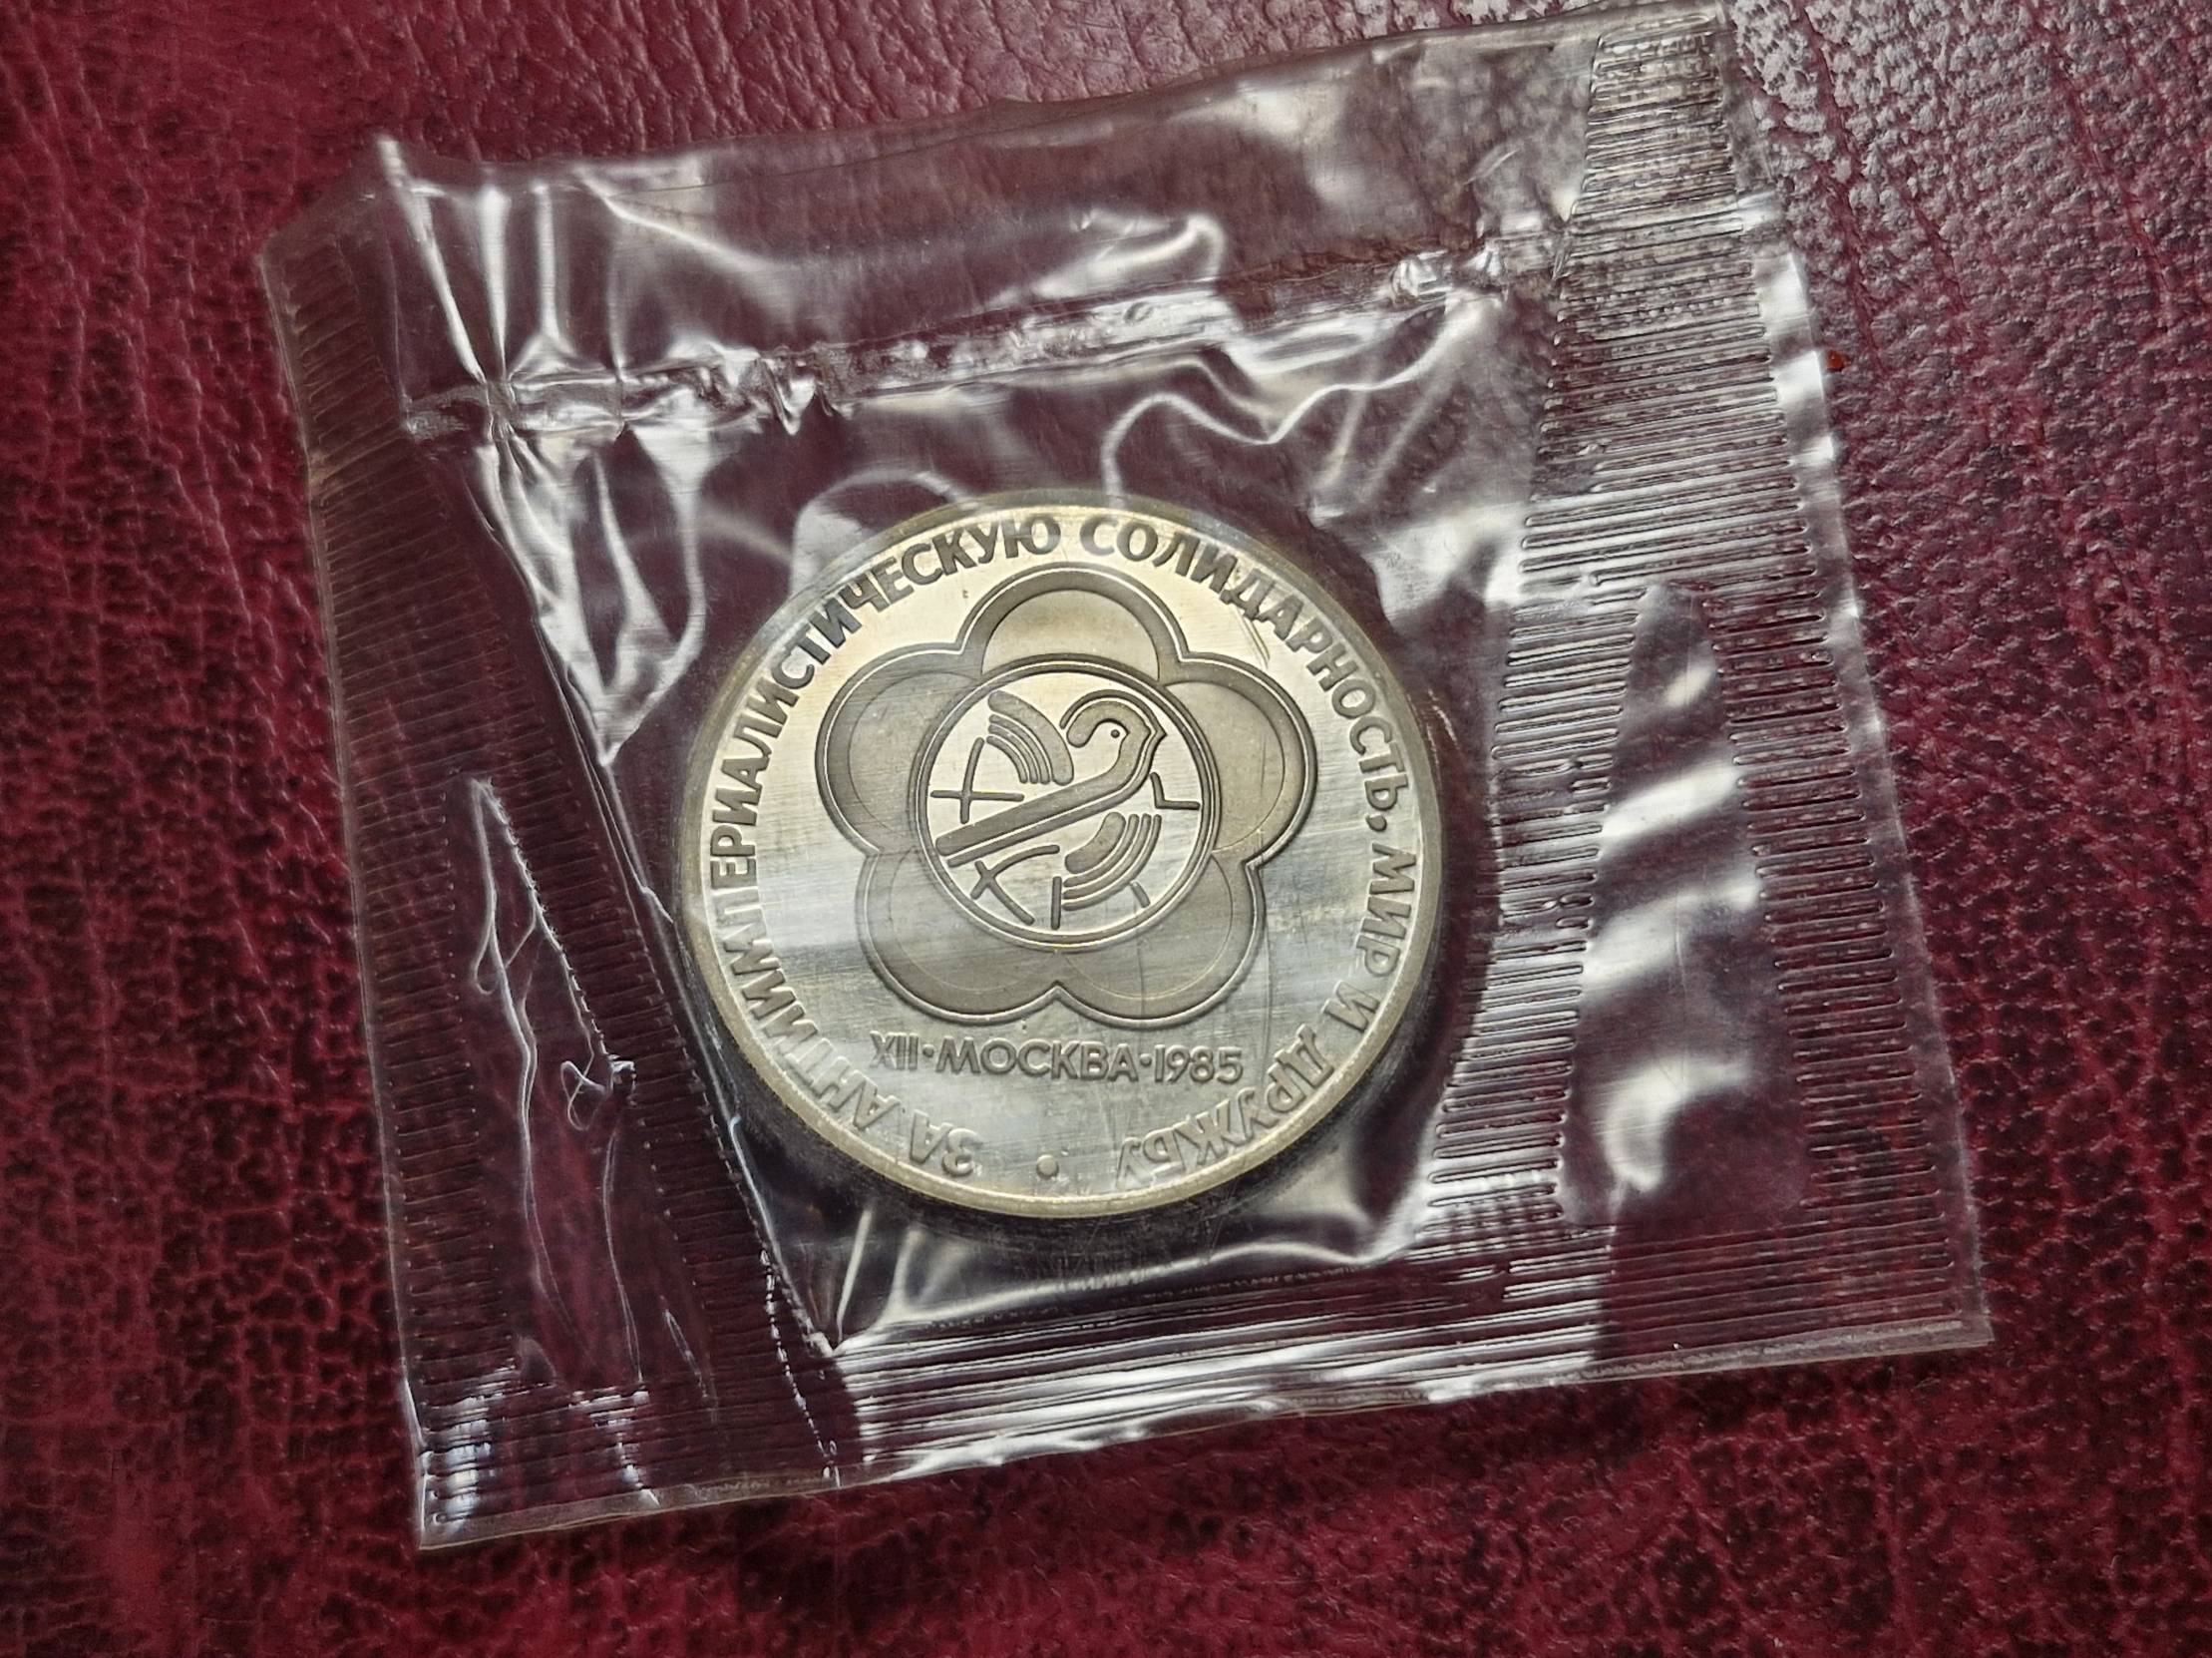 ЗА АНТИИМПЕРИАЛИСТИЧЕСКУЮ СОЛИДАРНОСТЬ, МИР И ДРУЖБУ
XII·МОСКВА·1985